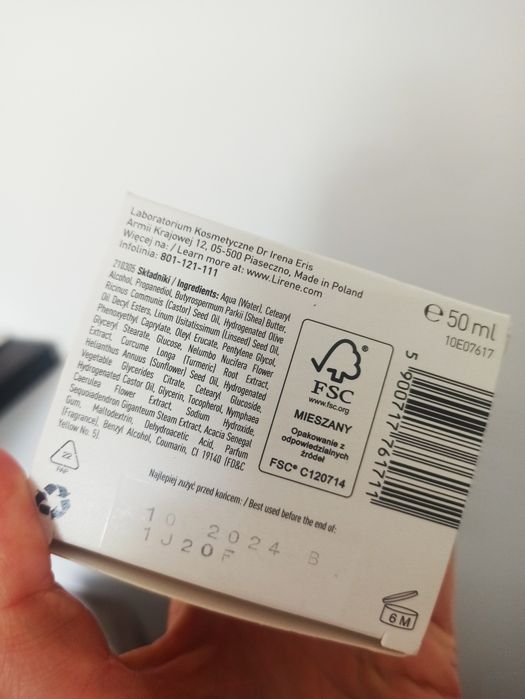 Laboratorium Kosmetyczne Dr Irena Eris
Armii Krajowej 12, 05-500 Piaseczno, Made in Poland
Więcej na: / Learn more at: www.Lirene.com
Infolinia: 801-121-111
210305 Składniki / Ingredients: Aqua (Water), Cetearyl
Alcohol, Propanediol, Butyrospermum Parkii (Shea) Butter,
Ricinus Communis (Castor) Seed Oil, Hydrogenated Olive
Oil Decyl Esters, Linum Usitatissimum (Linseed) Seed Oil,
Phenoxyethyl Caprylate, Oleyl Erucate, Pentylene Glycol,
Glyceryl Stearate, Glucose, Nelumbo Nucifera Flower
Extract, Curcuma Longa (Turmeric) Root Extract,
Helianthus Annuus (Sunflower) Seed Oil, Hydrogenated
Vegetable Glycerides Citrate, Cetearyl Glucoside,
Hydrogenated Castor Oil, Glycerin, Tocopherol, Nymphaea
Caerulea Flower Extract, Sodium Hydroxide,
Sequoiadendron Giganteum Steam Extract, Acacia Senegal
Gum, Maltodextrin, Dehydroacetic Acid, Parfum
(Fragrance), Benzyl Alcohol, Coumarin, CI 19140 (FD&C
Yellow No. 5)
FSC
®
www.fsc.org
MIESZANY
Opakowanie z
odpowiedzialnych
źródeł
FSC® C120714
e 50 ml
10E07617
5 900717 761711
22
PAP
Najlepiej zużyć przed końcem: / Best used before the end of:
10 2024 B
1J20F
6 M